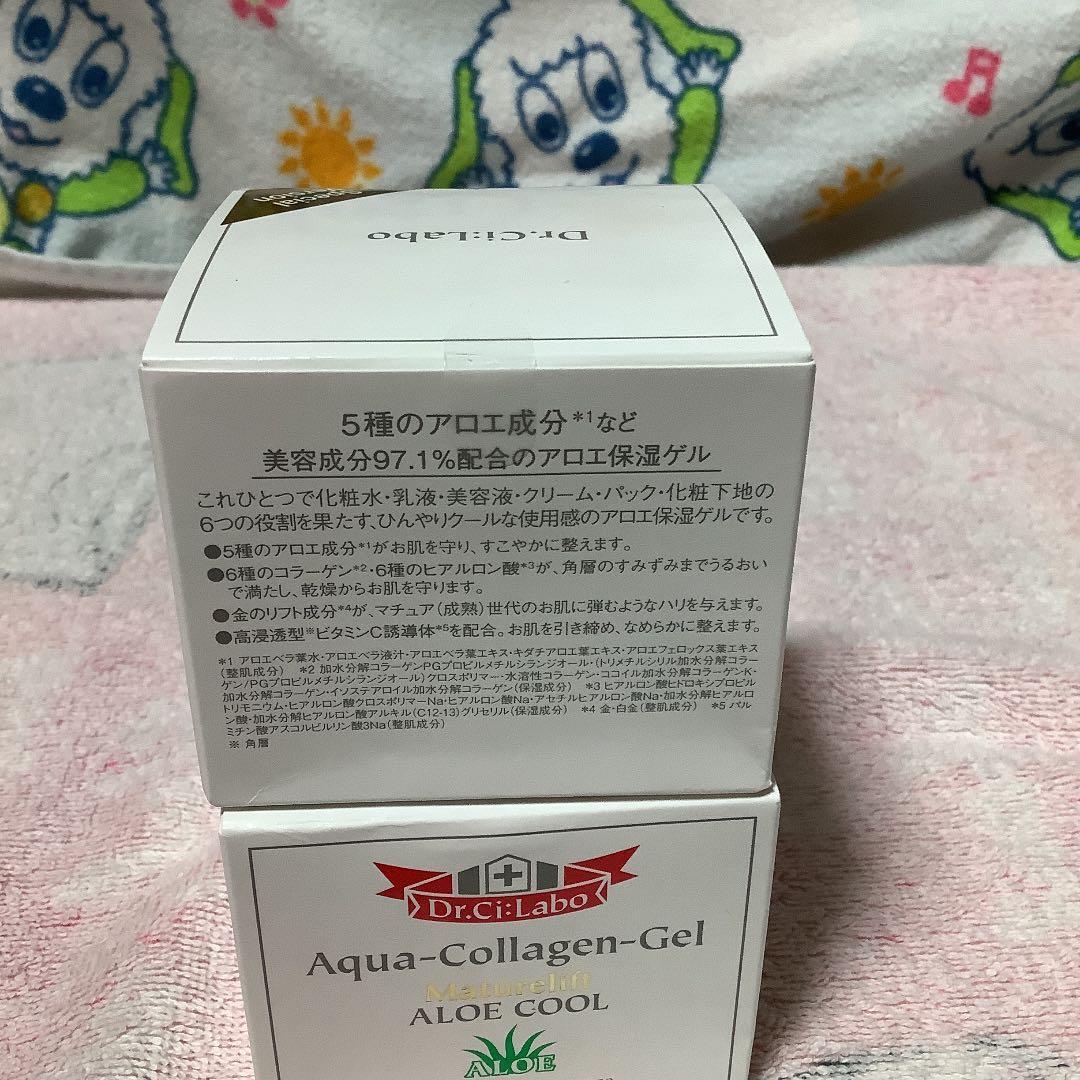 Special
Dr.Ci:Labo
5種のアロエ成分*1など
美容成分97.1%配合のアロエ保湿ゲル
これひとつで化粧水・乳液・美容液・クリーム・パック・化粧下地の
6つの役割を果たす、ひんやりクールな使用感のアロエ保湿ゲルです。
●5種のアロエ成分*1がお肌を守り、すこやかに整えます。
●6種のコラーゲン*2・6種のヒアルロン酸*3が、角層のすみずみまでうるおい
で満たし、乾燥からお肌を守ります。
●金のリフト成分*4が、マチュア(成熟)世代のお肌に弾むようなハリを与えます。
●高浸透型※ビタミンC誘導体*5を配合。お肌を引き締め、なめらかに整えます。
*1 アロエベラ葉水・アロエベラ液汁・アロエベラ葉エキス・キダチアロエ葉エキス・アロエフェロックス葉エキス
(整肌成分) *2 加水分解コラーゲンPGプロピルメチルシランジオール・(トリメチルシリル加水分解コラー
ゲン/PGプロピルメチルシランジオール)クロスポリマー・水溶性コラーゲン・ココイル加水分解コラーゲンK・
加水分解コラーゲン・イソステアロイル加水分解コラーゲン(保湿成分) *3 ヒアルロン酸ヒドロキシプロピル
トリモニウム・ヒアルロン酸クロスポリマーNa・ヒアルロン酸Na・アセチルヒアルロン酸Na・加水分解ヒアルロ
ン酸・加水分解ヒアルロン酸アルキル(C12-13)グリセリル(保湿成分) *4 金・白金(整肌成分) *5 パル
ミチン酸アスコルビルリン酸3Na(整肌成分)
※ 角層
Dr.Ci:Labo
Aqua-Collagen-Gel
Maturelift
ALOE COOL
ALOE